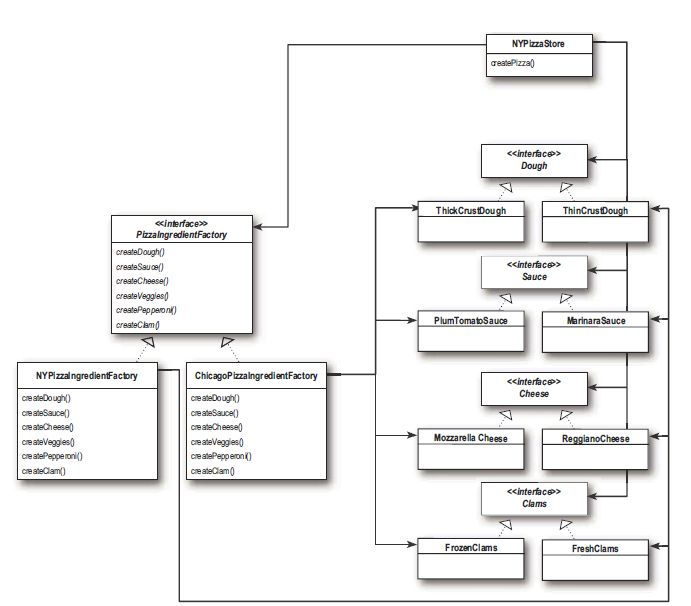 NYPizzaStore
createPizza()
<<interface>>
Dough
ThickCrustDough
ThinCrustDough
<<interface>>
PizzaIngredientFactory
createDough()
createSauce()
createCheese()
createVeggies()
createPepperoni()
createClam()
<<interface>>
Sauce
PlumTomatoSauce
MarinaraSauce
NYPizzaIngredientFactory
createDough()
createSauce()
createCheese()
createVeggies()
createPepperoni()
createClam()
ChicagoPizzaIngredientFactory
createDough()
createSauce()
createCheese()
createVeggies()
createPepperoni()
createClam()
<<interface>>
Cheese
Mozzarella Cheese
ReggianoCheese
<<interface>>
Clams
FrozenClams
FreshClams